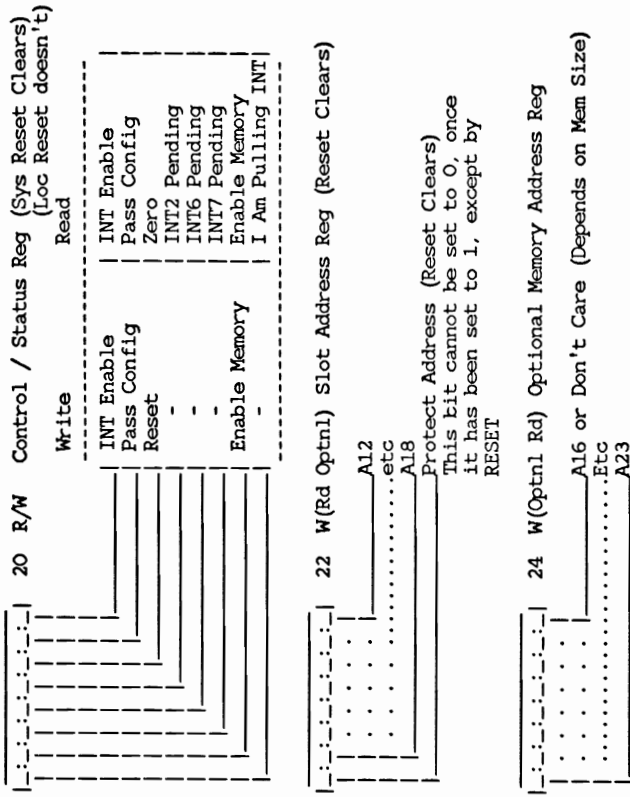 20 R/W Control / Status Reg (Sys Reset Clears)
(Loc Reset doesn't)
Write Read
INT Enable INT Enable
Pass Config Pass Config
Reset Zero
- INT2 Pending
- INT6 Pending
- INT7 Pending
Enable Memory Enable Memory
- I Am Pulling INT
22 W(Rd Optnl) Slot Address Reg (Reset Clears)
A12
etc
A18
Protect Address (Reset Clears)
This bit cannot be set to 0, once
it has been set to 1, except by
RESET
24 W(Optnl Rd) Optional Memory Address Reg
A16 or Don't Care (Depends on Mem Size)
Etc
A23